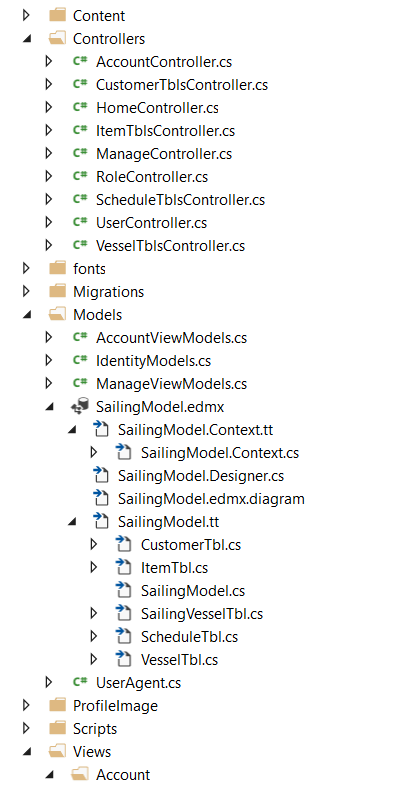 Content
Controllers
C# AccountController.cs
C# CustomerTblsController.cs
C# HomeController.cs
C# ItemTblsController.cs
C# ManageController.cs
C# RoleController.cs
C# ScheduleTblsController.cs
C# UserController.cs
C# VesselTblsController.cs
fonts
Migrations
Models
C# AccountViewModels.cs
C# IdentityModels.cs
C# ManageViewModels.cs
SailingModel.edmx
SailingModel.Context.tt
SailingModel.Context.cs
SailingModel.Designer.cs
SailingModel.edmx.diagram
SailingModel.tt
CustomerTbl.cs
ItemTbl.cs
SailingModel.cs
SailingVesselTbl.cs
ScheduleTbl.cs
VesselTbl.cs
C# UserAgent.cs
ProfileImage
Scripts
Views
Account